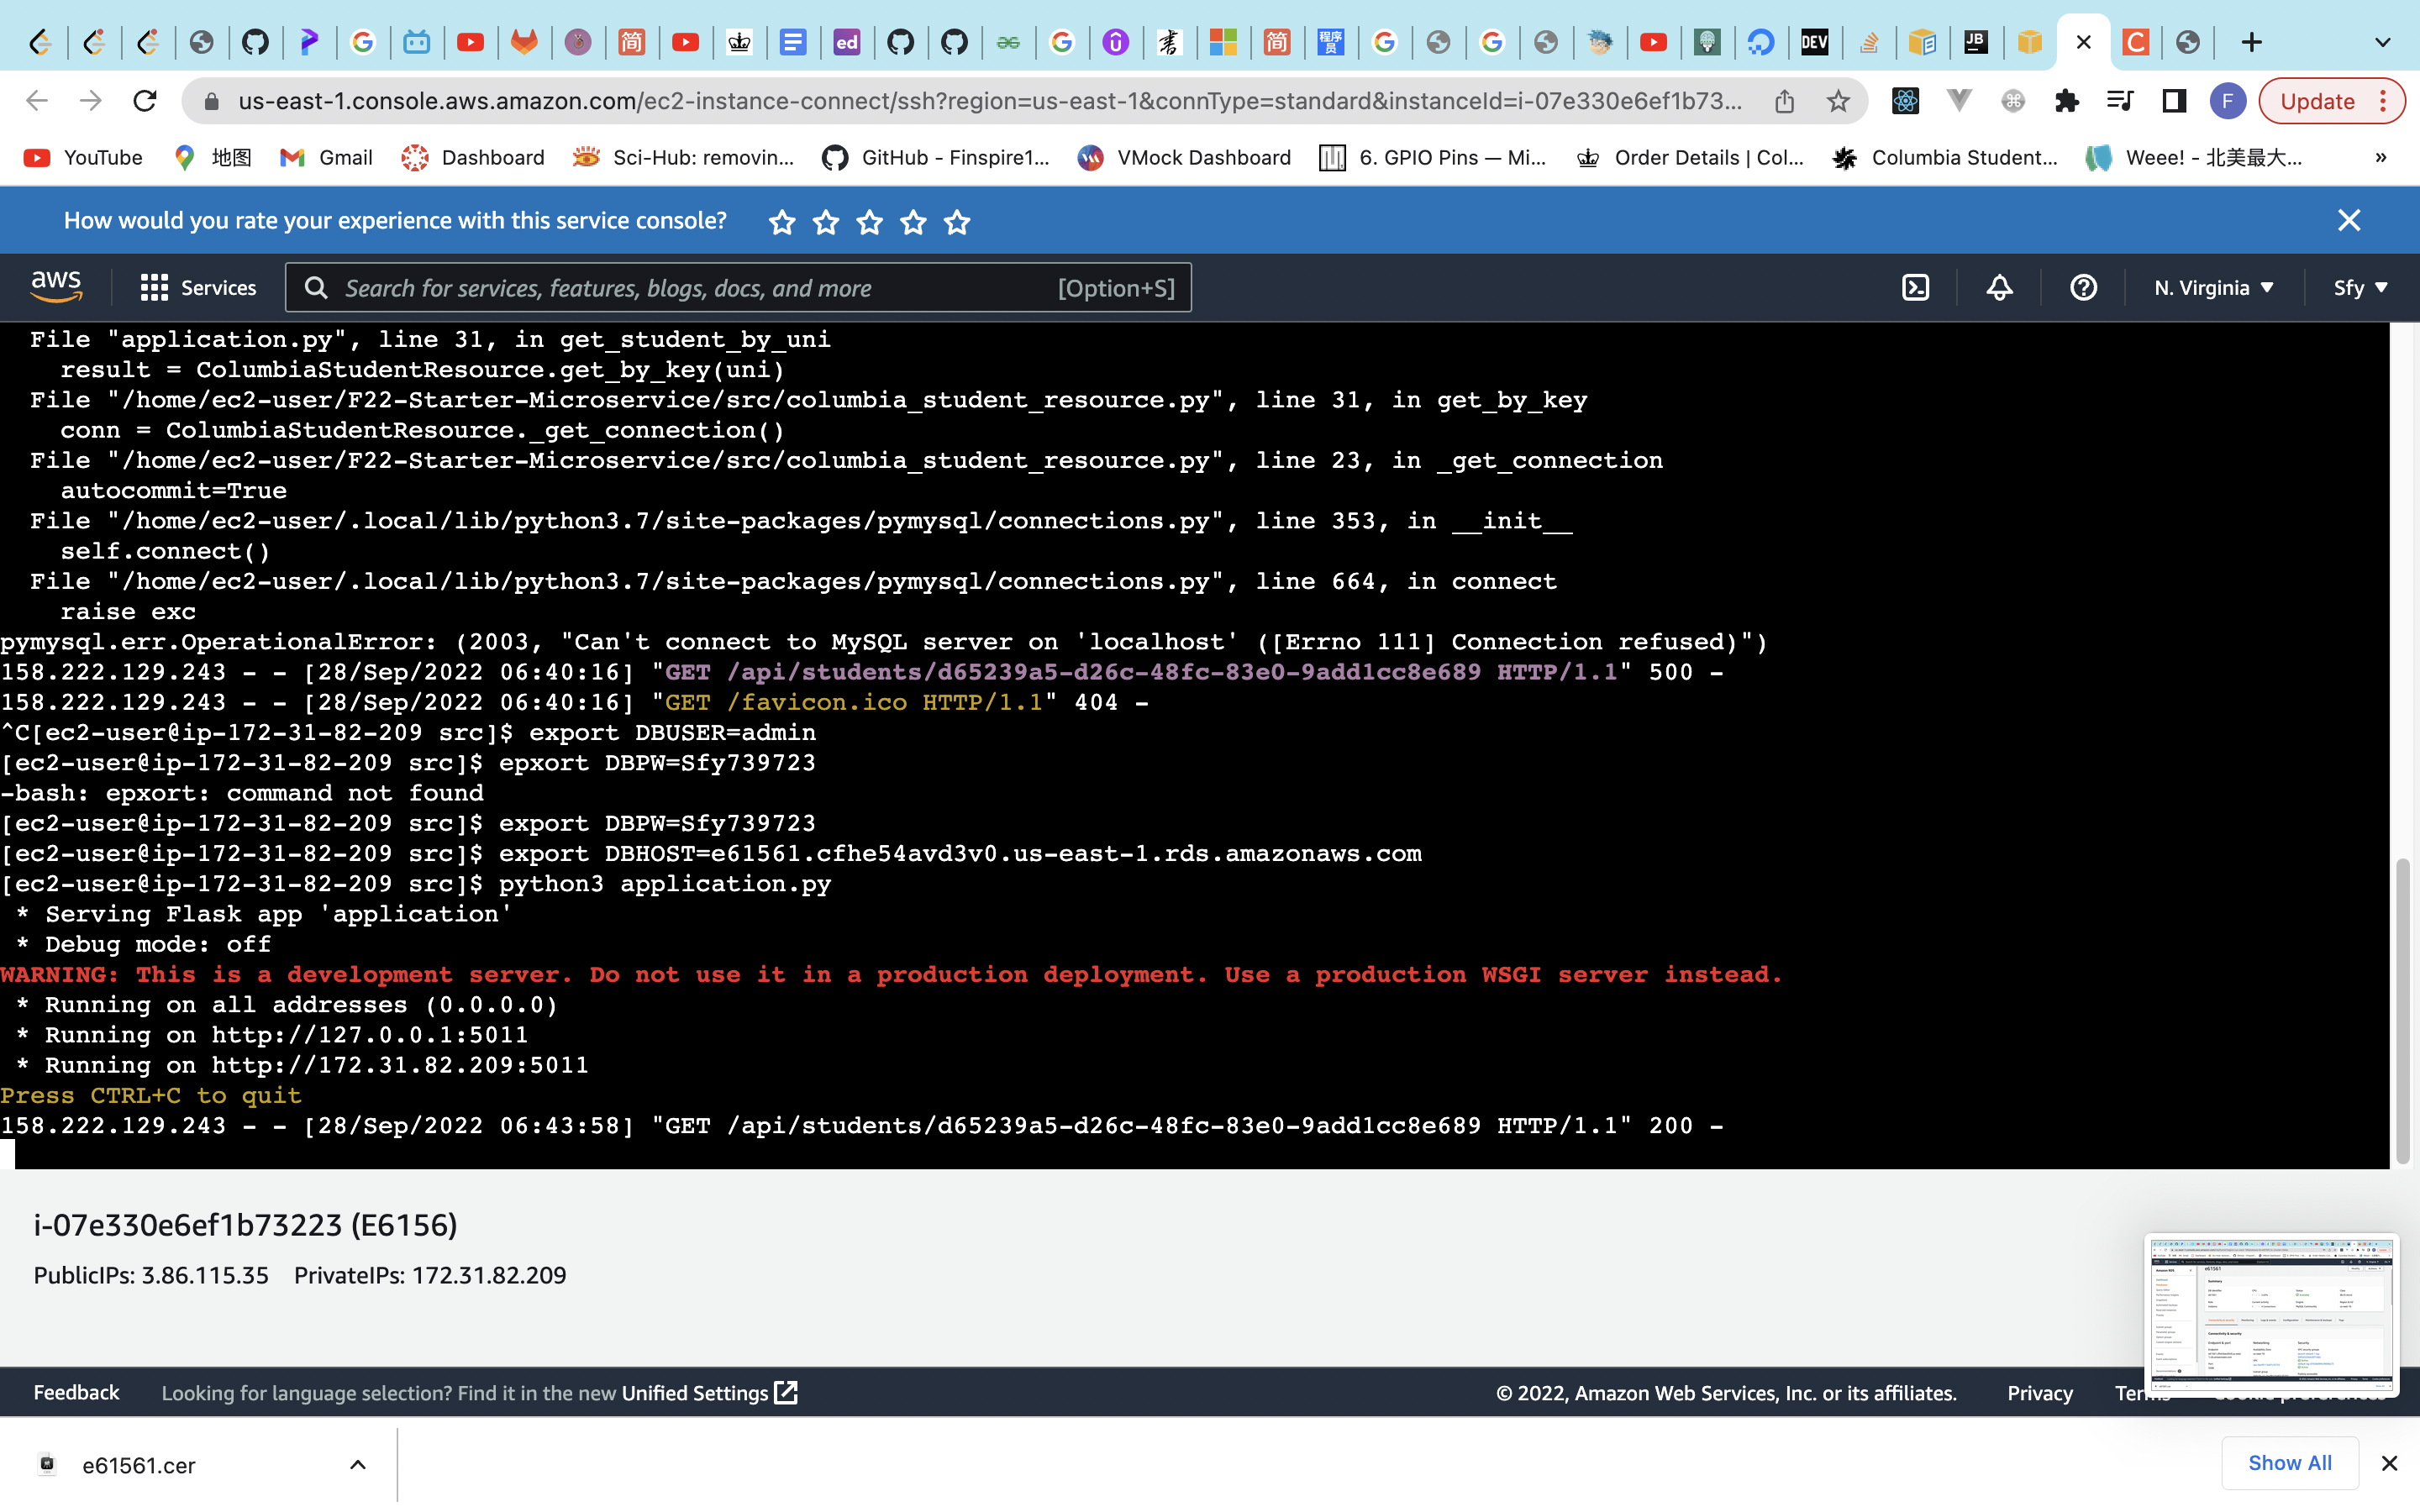 简
ed
简
程序员
DEV
JB
us-east-1.console.aws.amazon.com/ec2-instance-connect/ssh?region=us-east-1&connType=standard&instanceId=i-07e330e6ef1b73...
F
Update
YouTube
地图
Gmail
Dashboard
Sci-Hub: removin...
GitHub - Finspire1...
VMock Dashboard
6. GPIO Pins — Mi...
Order Details | Col...
Columbia Student...
Weee! - 北美最大...
»
How would you rate your experience with this service console?
aws
Services
Search for services, features, blogs, docs, and more
[Option+S]
N. Virginia
Sfy
File "application.py", line 31, in get_student_by_uni
result = ColumbiaStudentResource.get_by_key(uni)
File "/home/ec2-user/F22-Starter-Microservice/src/columbia_student_resource.py", line 31, in get_by_key
conn = ColumbiaStudentResource._get_connection()
File "/home/ec2-user/F22-Starter-Microservice/src/columbia_student_resource.py", line 23, in _get_connection
autocommit=True
File "/home/ec2-user/.local/lib/python3.7/site-packages/pymysql/connections.py", line 353, in __init__
self.connect()
File "/home/ec2-user/.local/lib/python3.7/site-packages/pymysql/connections.py", line 664, in connect
raise exc
pymysql.err.OperationalError: (2003, "Can't connect to MySQL server on 'localhost' ([Errno 111] Connection refused)")
158.222.129.243 - - [28/Sep/2022 06:40:16] "GET /api/students/d65239a5-d26c-48fc-83e0-9add1cc8e689 HTTP/1.1" 500 -
158.222.129.243 - - [28/Sep/2022 06:40:16] "GET /favicon.ico HTTP/1.1" 404 -
^C[ec2-user@ip-172-31-82-209 src]$ export DBUSER=admin
[ec2-user@ip-172-31-82-209 src]$ epxort DBPW=Sfy739723
-bash: epxort: command not found
[ec2-user@ip-172-31-82-209 src]$ export DBPW=Sfy739723
[ec2-user@ip-172-31-82-209 src]$ export DBHOST=e61561.cfhe54avd3v0.us-east-1.rds.amazonaws.com
[ec2-user@ip-172-31-82-209 src]$ python3 application.py
* Serving Flask app 'application'
* Debug mode: off
WARNING: This is a development server. Do not use it in a production deployment. Use a production WSGI server instead.
* Running on all addresses (0.0.0.0)
* Running on http://127.0.0.1:5011
* Running on http://172.31.82.209:5011
Press CTRL+C to quit
158.222.129.243 - - [28/Sep/2022 06:43:58] "GET /api/students/d65239a5-d26c-48fc-83e0-9add1cc8e689 HTTP/1.1" 200 -
i-07e330e6ef1b73223 (E6156)
PublicIPs: 3.86.115.35 PrivateIPs: 172.31.82.209
Feedback
Looking for language selection? Find it in the new Unified Settings
© 2022, Amazon Web Services, Inc. or its affiliates.
Privacy
Terms
Cookie preferences
e61561.cer
Show All